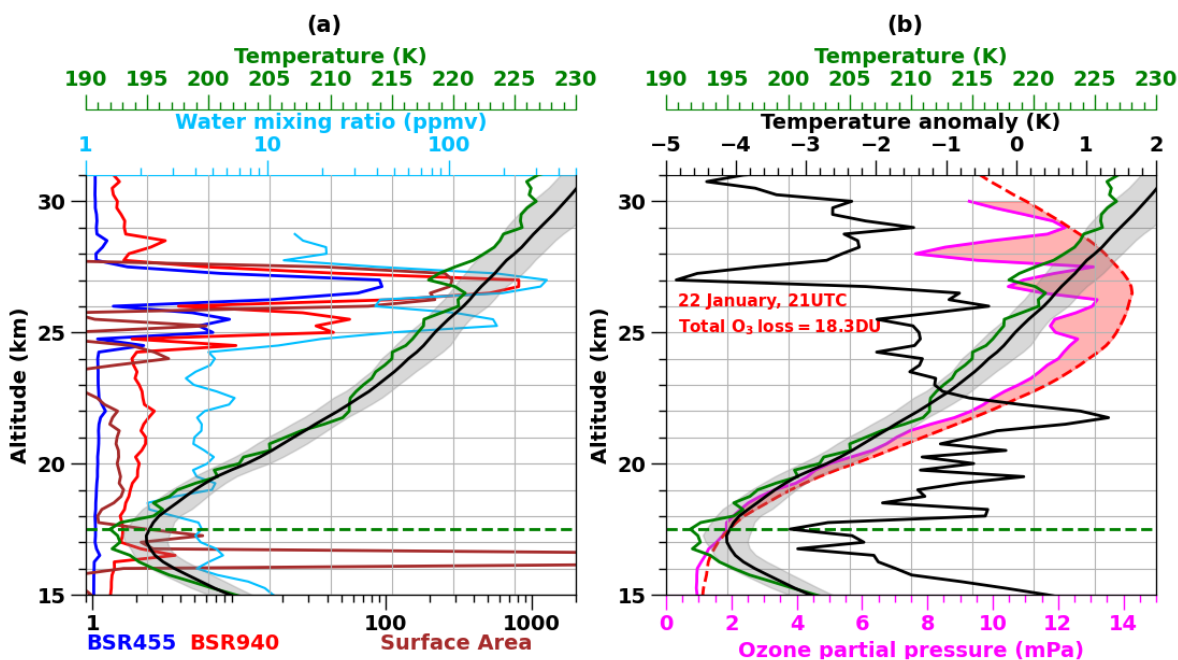 (a)
Temperature (K)
190 195 200 205 210 215 220 225 230
Water mixing ratio (ppmv)
1 10 100
Altitude (km)
30
25
20
15
1 100 1000
BSR455 BSR940 Surface Area
(b)
Temperature (K)
190 195 200 205 210 215 220 225 230
Temperature anomaly (K)
−5 −4 −3 −2 −1 0 1 2
Altitude (km)
30
25
20
15
22 January, 21UTC
Total O₃ loss = 18.3DU
0 2 4 6 8 10 12 14
Ozone partial pressure (mPa)